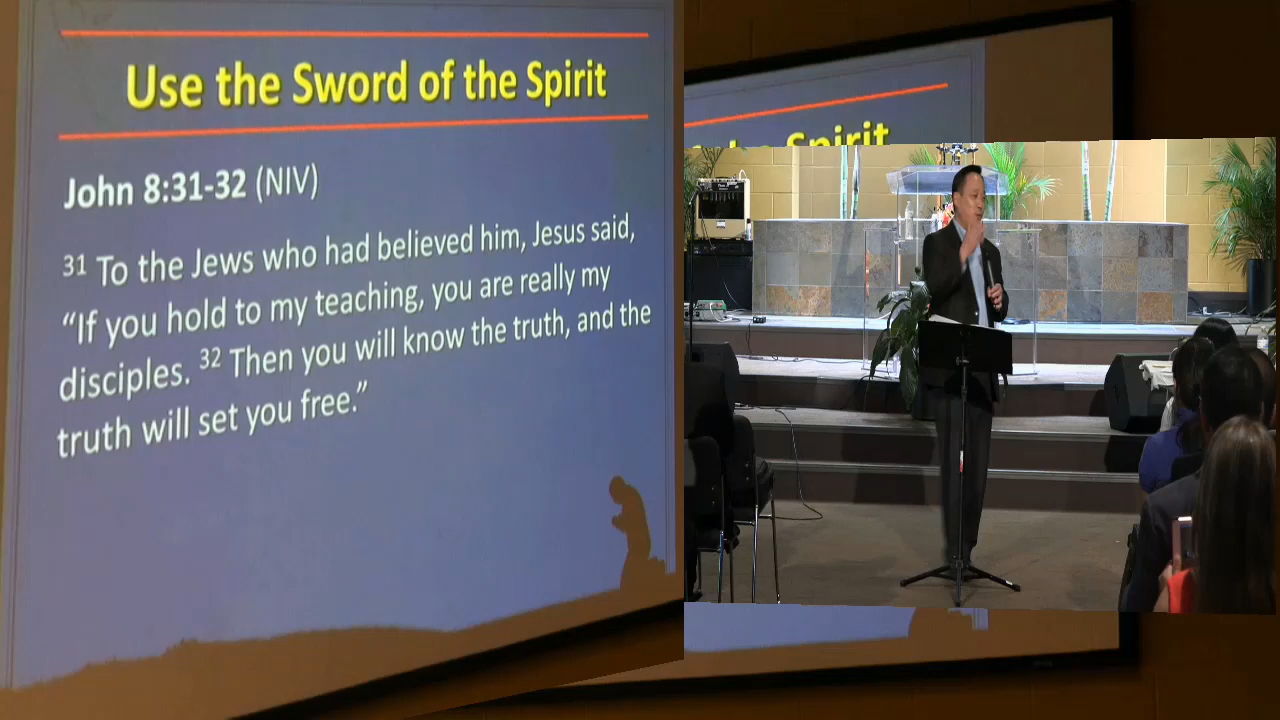 Use the Sword of the Spirit
John 8:31-32 (NIV)
31 To the Jews who had believed him, Jesus said,
“If you hold to my teaching, you are really my
disciples. 32 Then you will know the truth, and the
truth will set you free.”
Spirit